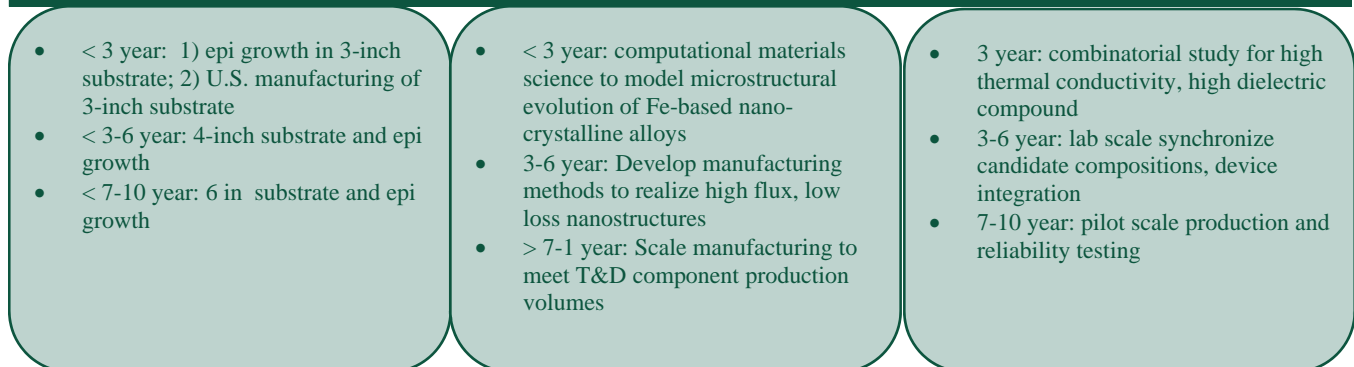 • < 3 year: 1) epi growth in 3-inch
substrate; 2) U.S. manufacturing of
3-inch substrate
• < 3-6 year: 4-inch substrate and epi
growth
• < 7-10 year: 6 in substrate and epi
growth
• < 3 year: computational materials
science to model microstructural
evolution of Fe-based nano-
crystalline alloys
• 3-6 year: Develop manufacturing
methods to realize high flux, low
loss nanostructures
• > 7-1 year: Scale manufacturing to
meet T&D component production
volumes
• 3 year: combinatorial study for high
thermal conductivity, high dielectric
compound
• 3-6 year: lab scale synchronize
candidate compositions, device
integration
• 7-10 year: pilot scale production and
reliability testing